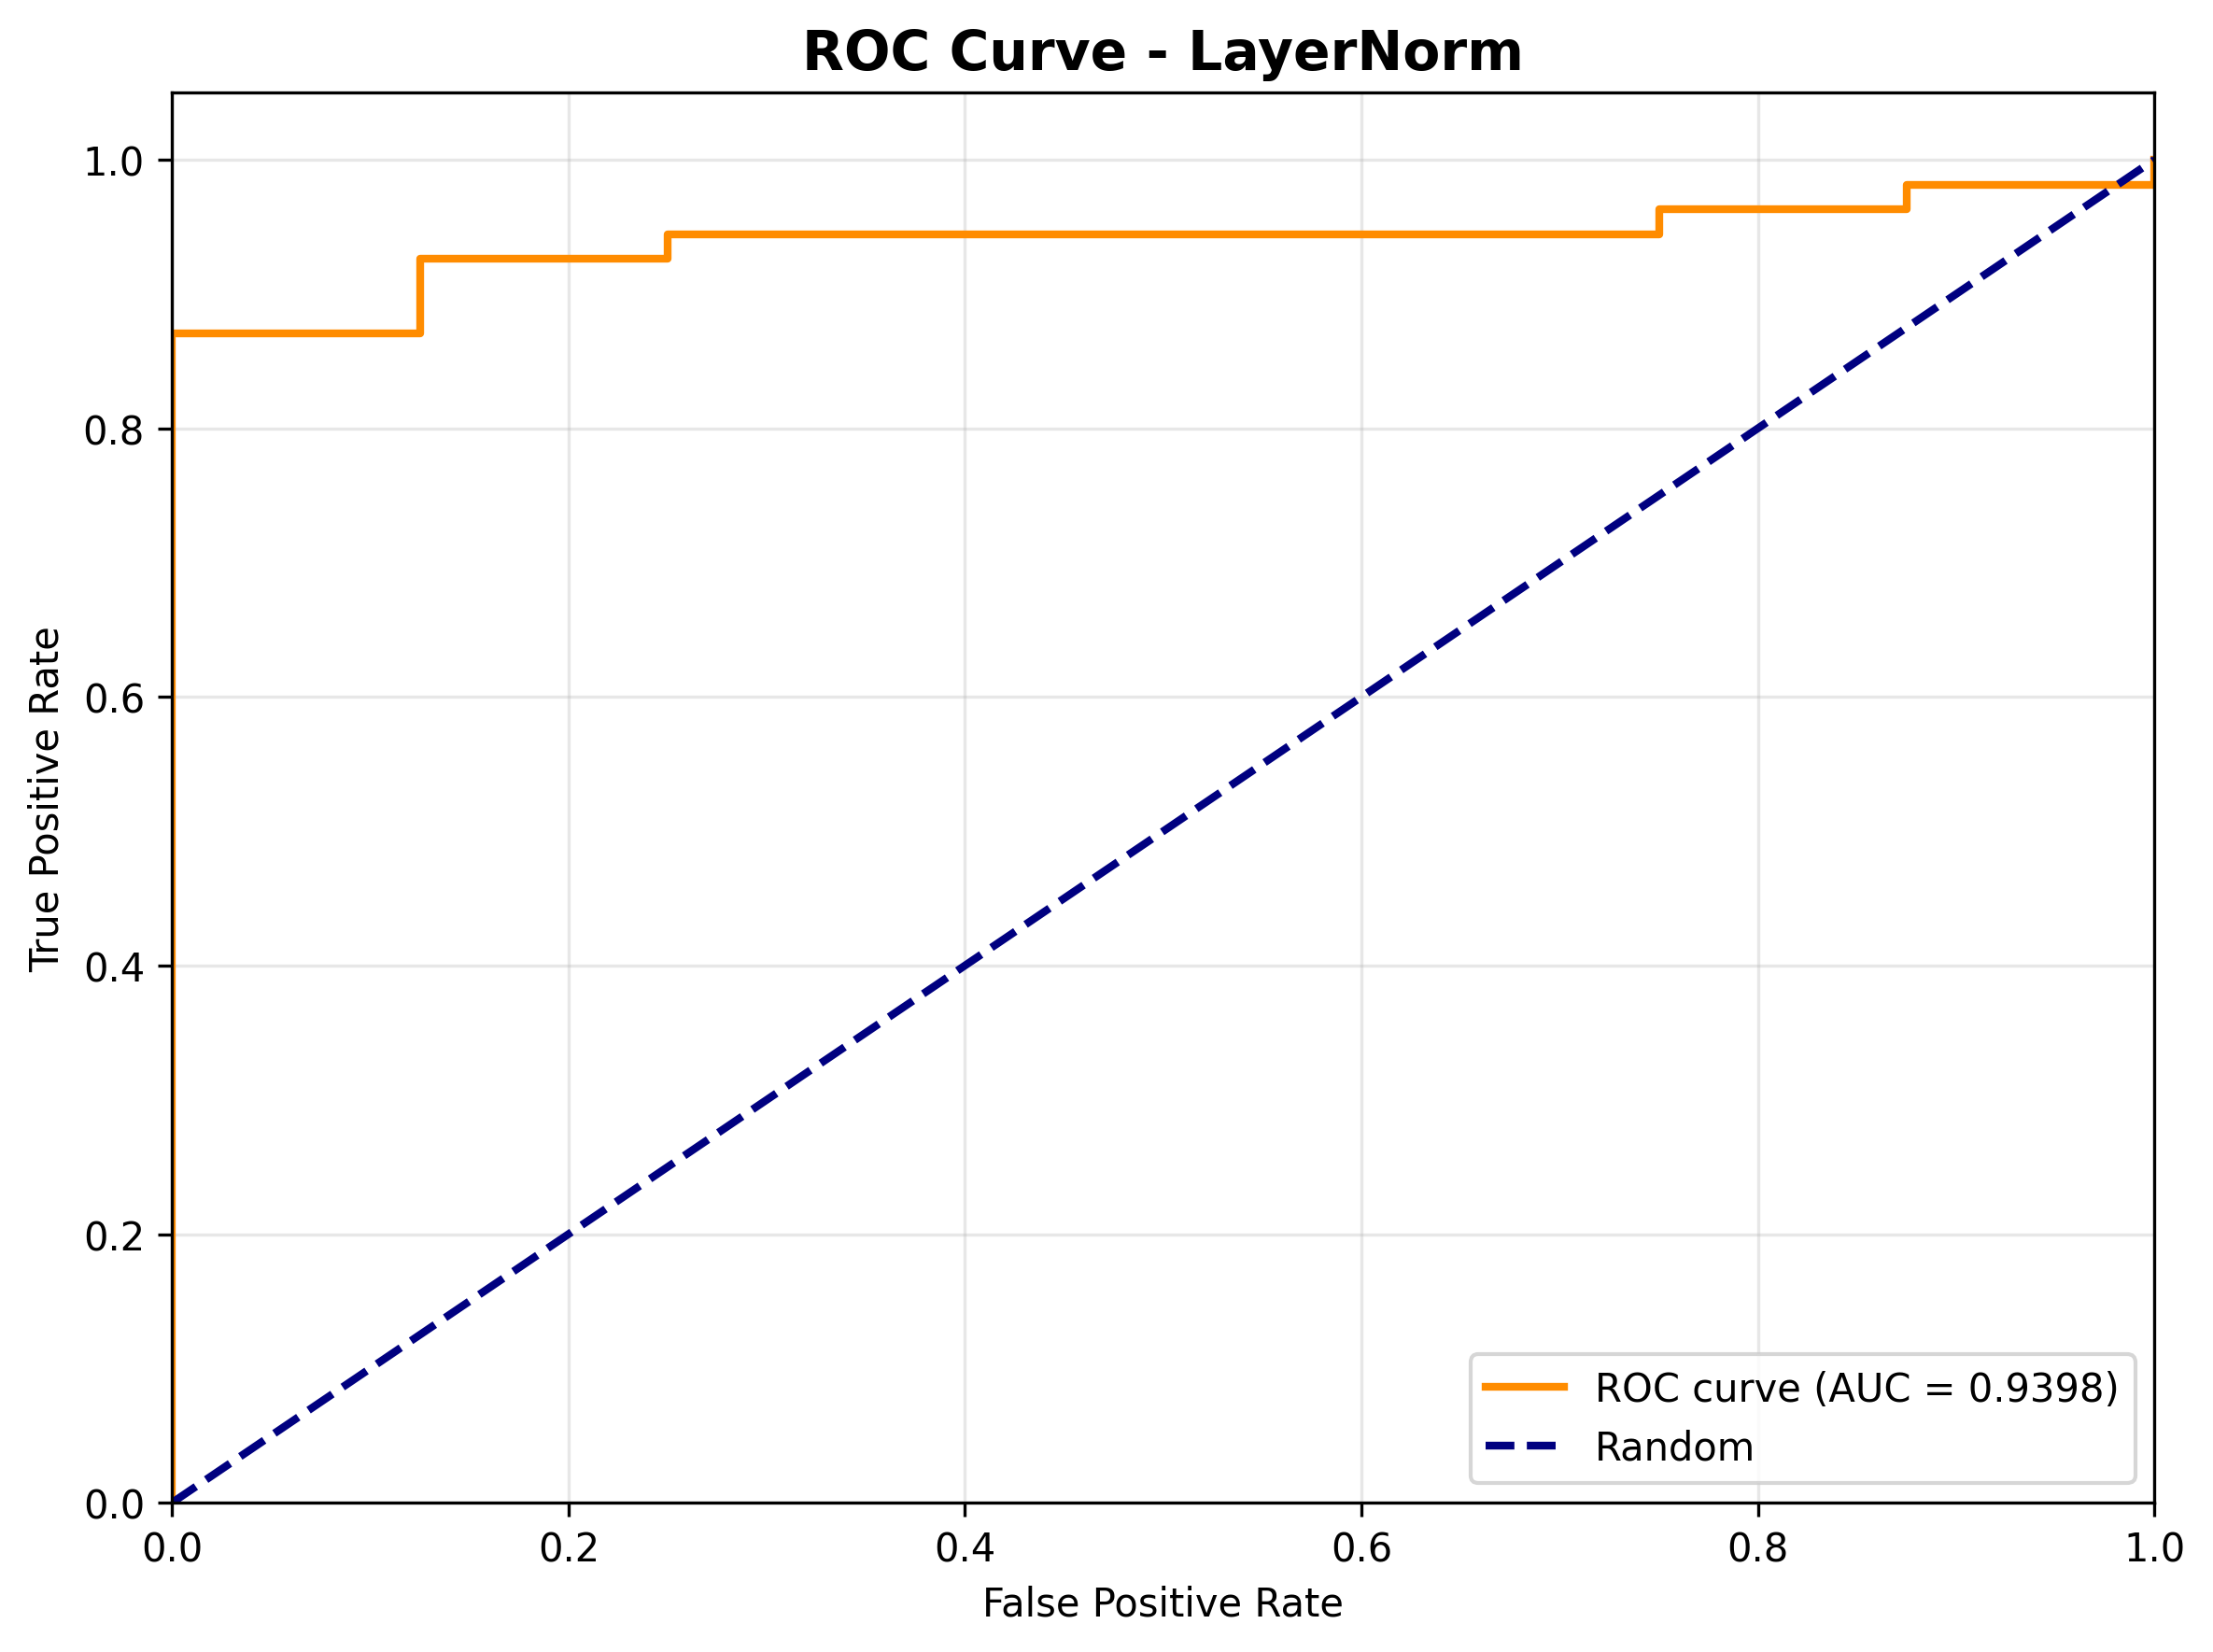 ROC Curve - LayerNorm
True Positive Rate
1.0
0.8
0.6
0.4
0.2
0.0
0.0 0.2 0.4 0.6 0.8 1.0
False Positive Rate
ROC curve (AUC = 0.9398)
Random